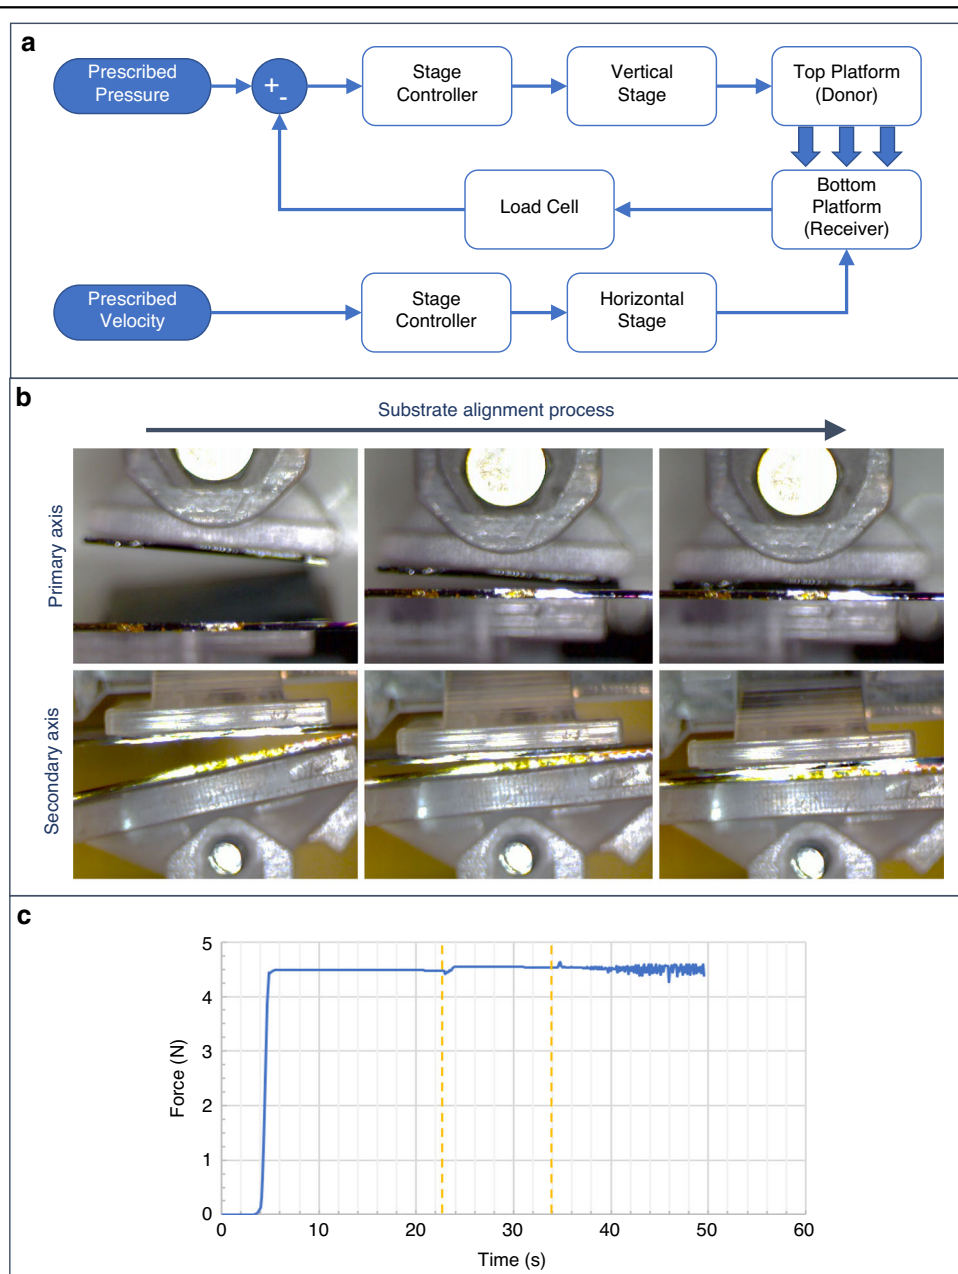 a
Prescribed
Pressure
+
-
Stage
Controller
Vertical
Stage
Top Platform
(Donor)
Load Cell
Bottom
Platform
(Receiver)
Prescribed
Velocity
Stage
Controller
Horizontal
Stage
b
Substrate alignment process
Primary axis
Secondary axis
c
5
4
3
2
1
0
Force (N)
0 10 20 30 40 50 60
Time (s)